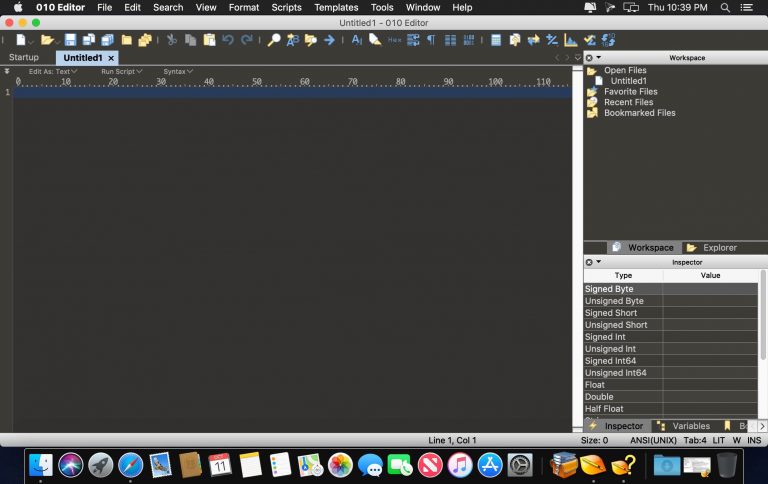 010 Editor File Edit Search View Format Scripts Templates Tools Window Help Thu 10:39 PM
Untitled1 - 010 Editor
Startup Untitled1 ×
Edit As: Text Run Script Syntax
0 10 20 30 40 50 60 70 80 90 100 110
1
Workspace
Open Files
Untitled1
Favorite Files
Recent Files
Bookmarked Files
Workspace Explorer
Inspector
Type Value
Signed Byte
Unsigned Byte
Signed Short
Unsigned Short
Signed Int
Unsigned Int
Signed Int64
Unsigned Int64
Float
Double
Half Float
Inspector Variables
Line 1, Col 1 Size: 0 ANSI(UNIX) Tab:4 LIT W INS
11